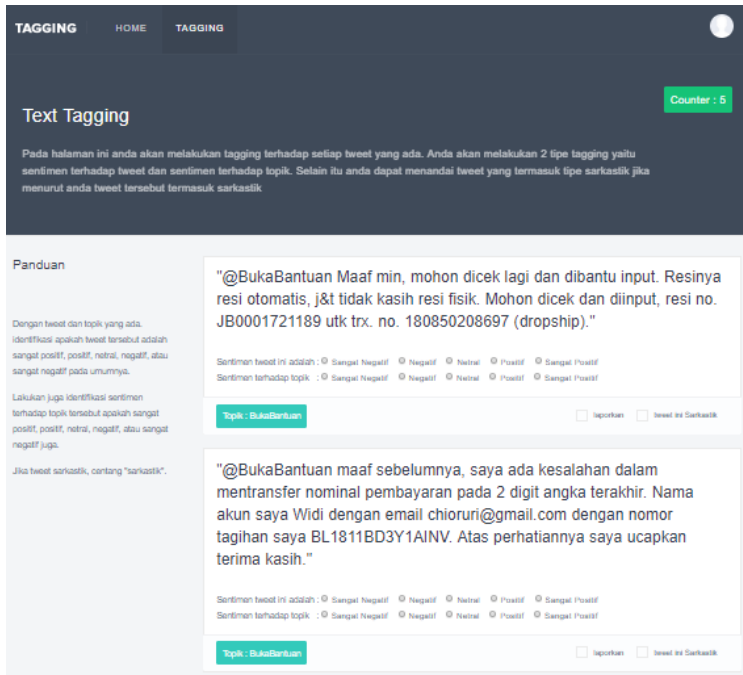 TAGGING HOME TAGGING
Counter : 5
Text Tagging
Pada halaman ini anda akan melakukan tagging terhadap setiap tweet yang ada. Anda akan melakukan 2 tipe tagging yaitu
sentimen terhadap tweet dan sentimen terhadap topik. Selain itu anda dapat menandai tweet yang termasuk tipe sarkastik jika
menurut anda tweet tersebut termasuk sarkastik
Panduan
Dengan tweet dan topik yang ada,
identifikasi apakah tweet tersebut adalah
sangat positif, positif, netral, negatif, atau
sangat negatif pada umumnya.
Lakukan juga identifikasi sentimen
terhadap topik tersebut apakah sangat
positif, positif, netral, negatif, atau sangat
negatif juga.
Jika tweet sarkastik, centang "sarkastik".
"@BukaBantuan Maaf min, mohon dicek lagi dan dibantu input. Resinya
resi otomatis, j&t tidak kasih resi fisik. Mohon dicek dan diinput, resi no.
JB0001721189 utk trx. no. 180850208697 (dropship)."
Sentimen tweet ini adalah : Sangat Negatif Negatif Netral Positif Sangat Positif
Sentimen terhadap topik : Sangat Negatif Negatif Netral Positif Sangat Positif
Topik : BukaBantuan laporkan tweet ini Sarkastik
"@BukaBantuan maaf sebelumnya, saya ada kesalahan dalam
mentransfer nominal pembayaran pada 2 digit angka terakhir. Nama
akun saya Widi dengan email chioruri@gmail.com dengan nomor
tagihan saya BL1811BD3Y1AINV. Atas perhatiannya saya ucapkan
terima kasih."
Sentimen tweet ini adalah : Sangat Negatif Negatif Netral Positif Sangat Positif
Sentimen terhadap topik : Sangat Negatif Negatif Netral Positif Sangat Positif
Topik : BukaBantuan laporkan tweet ini Sarkastik